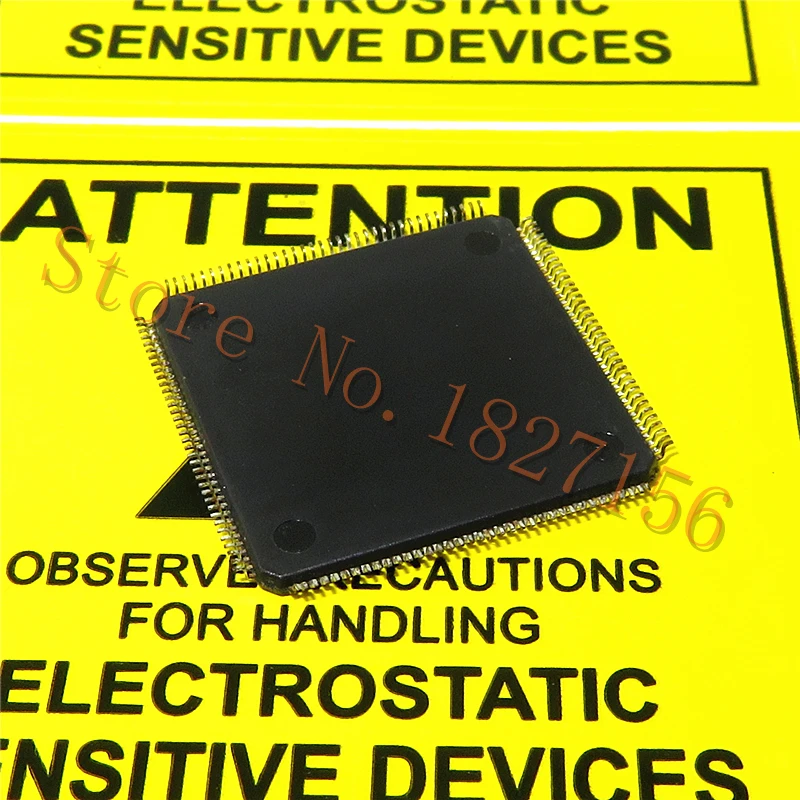 ELECTROSTATIC
SENSITIVE DEVICES
ATTENTION
Store No.1827156
OBSERVE
FOR HANDLING
ELECTROSTATIC
SENSITIVE DEVICES